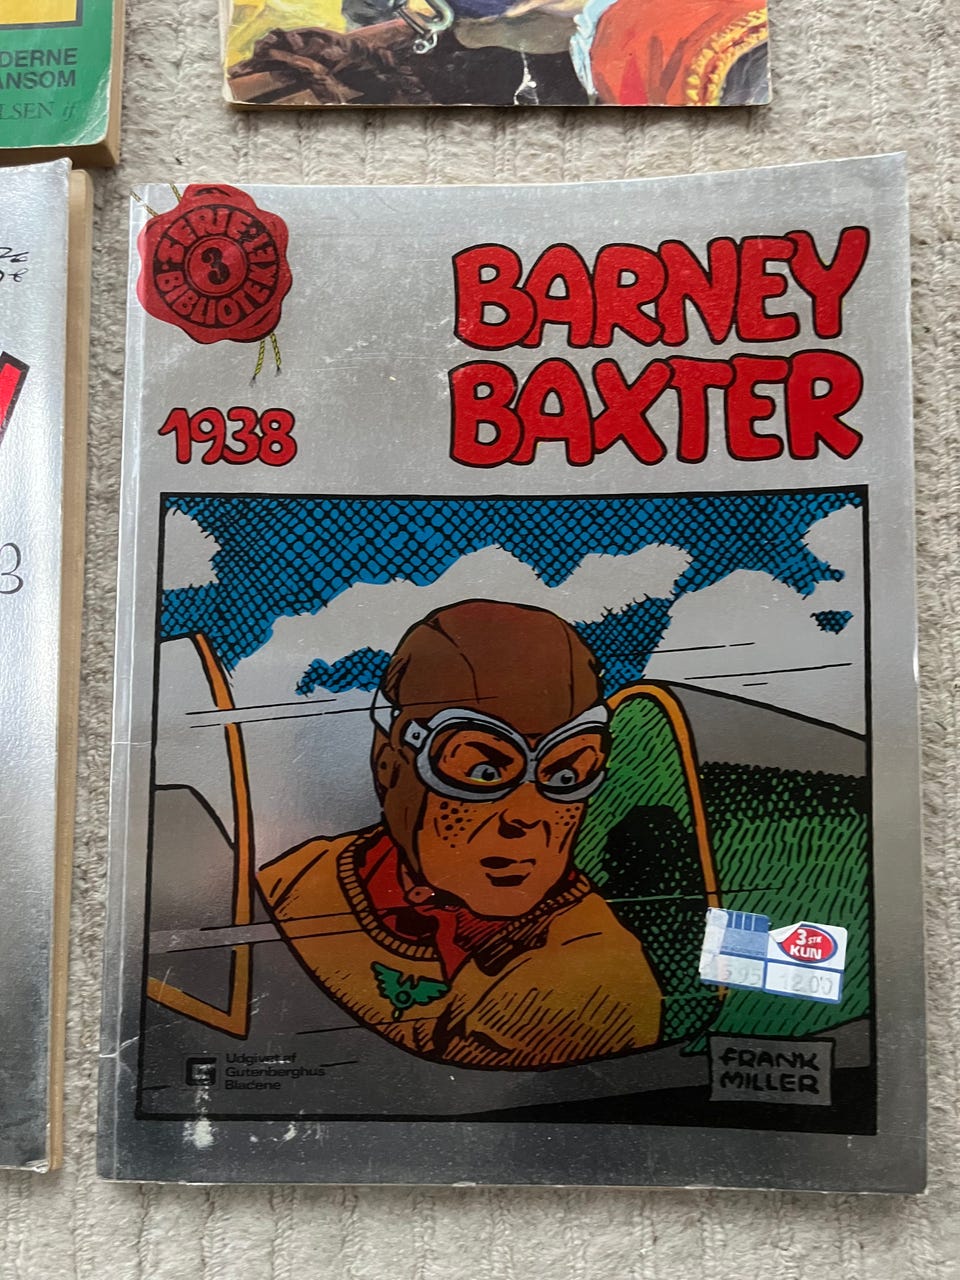 DERNE
ANSOM
LSEN if
SERIE
BIBLIOTEKET
3
BARNEY
BAXTER
1938
3 STK
KUN
12.00
Udgivet af
Gutenberghus
Bladene
FRANK
MILLER